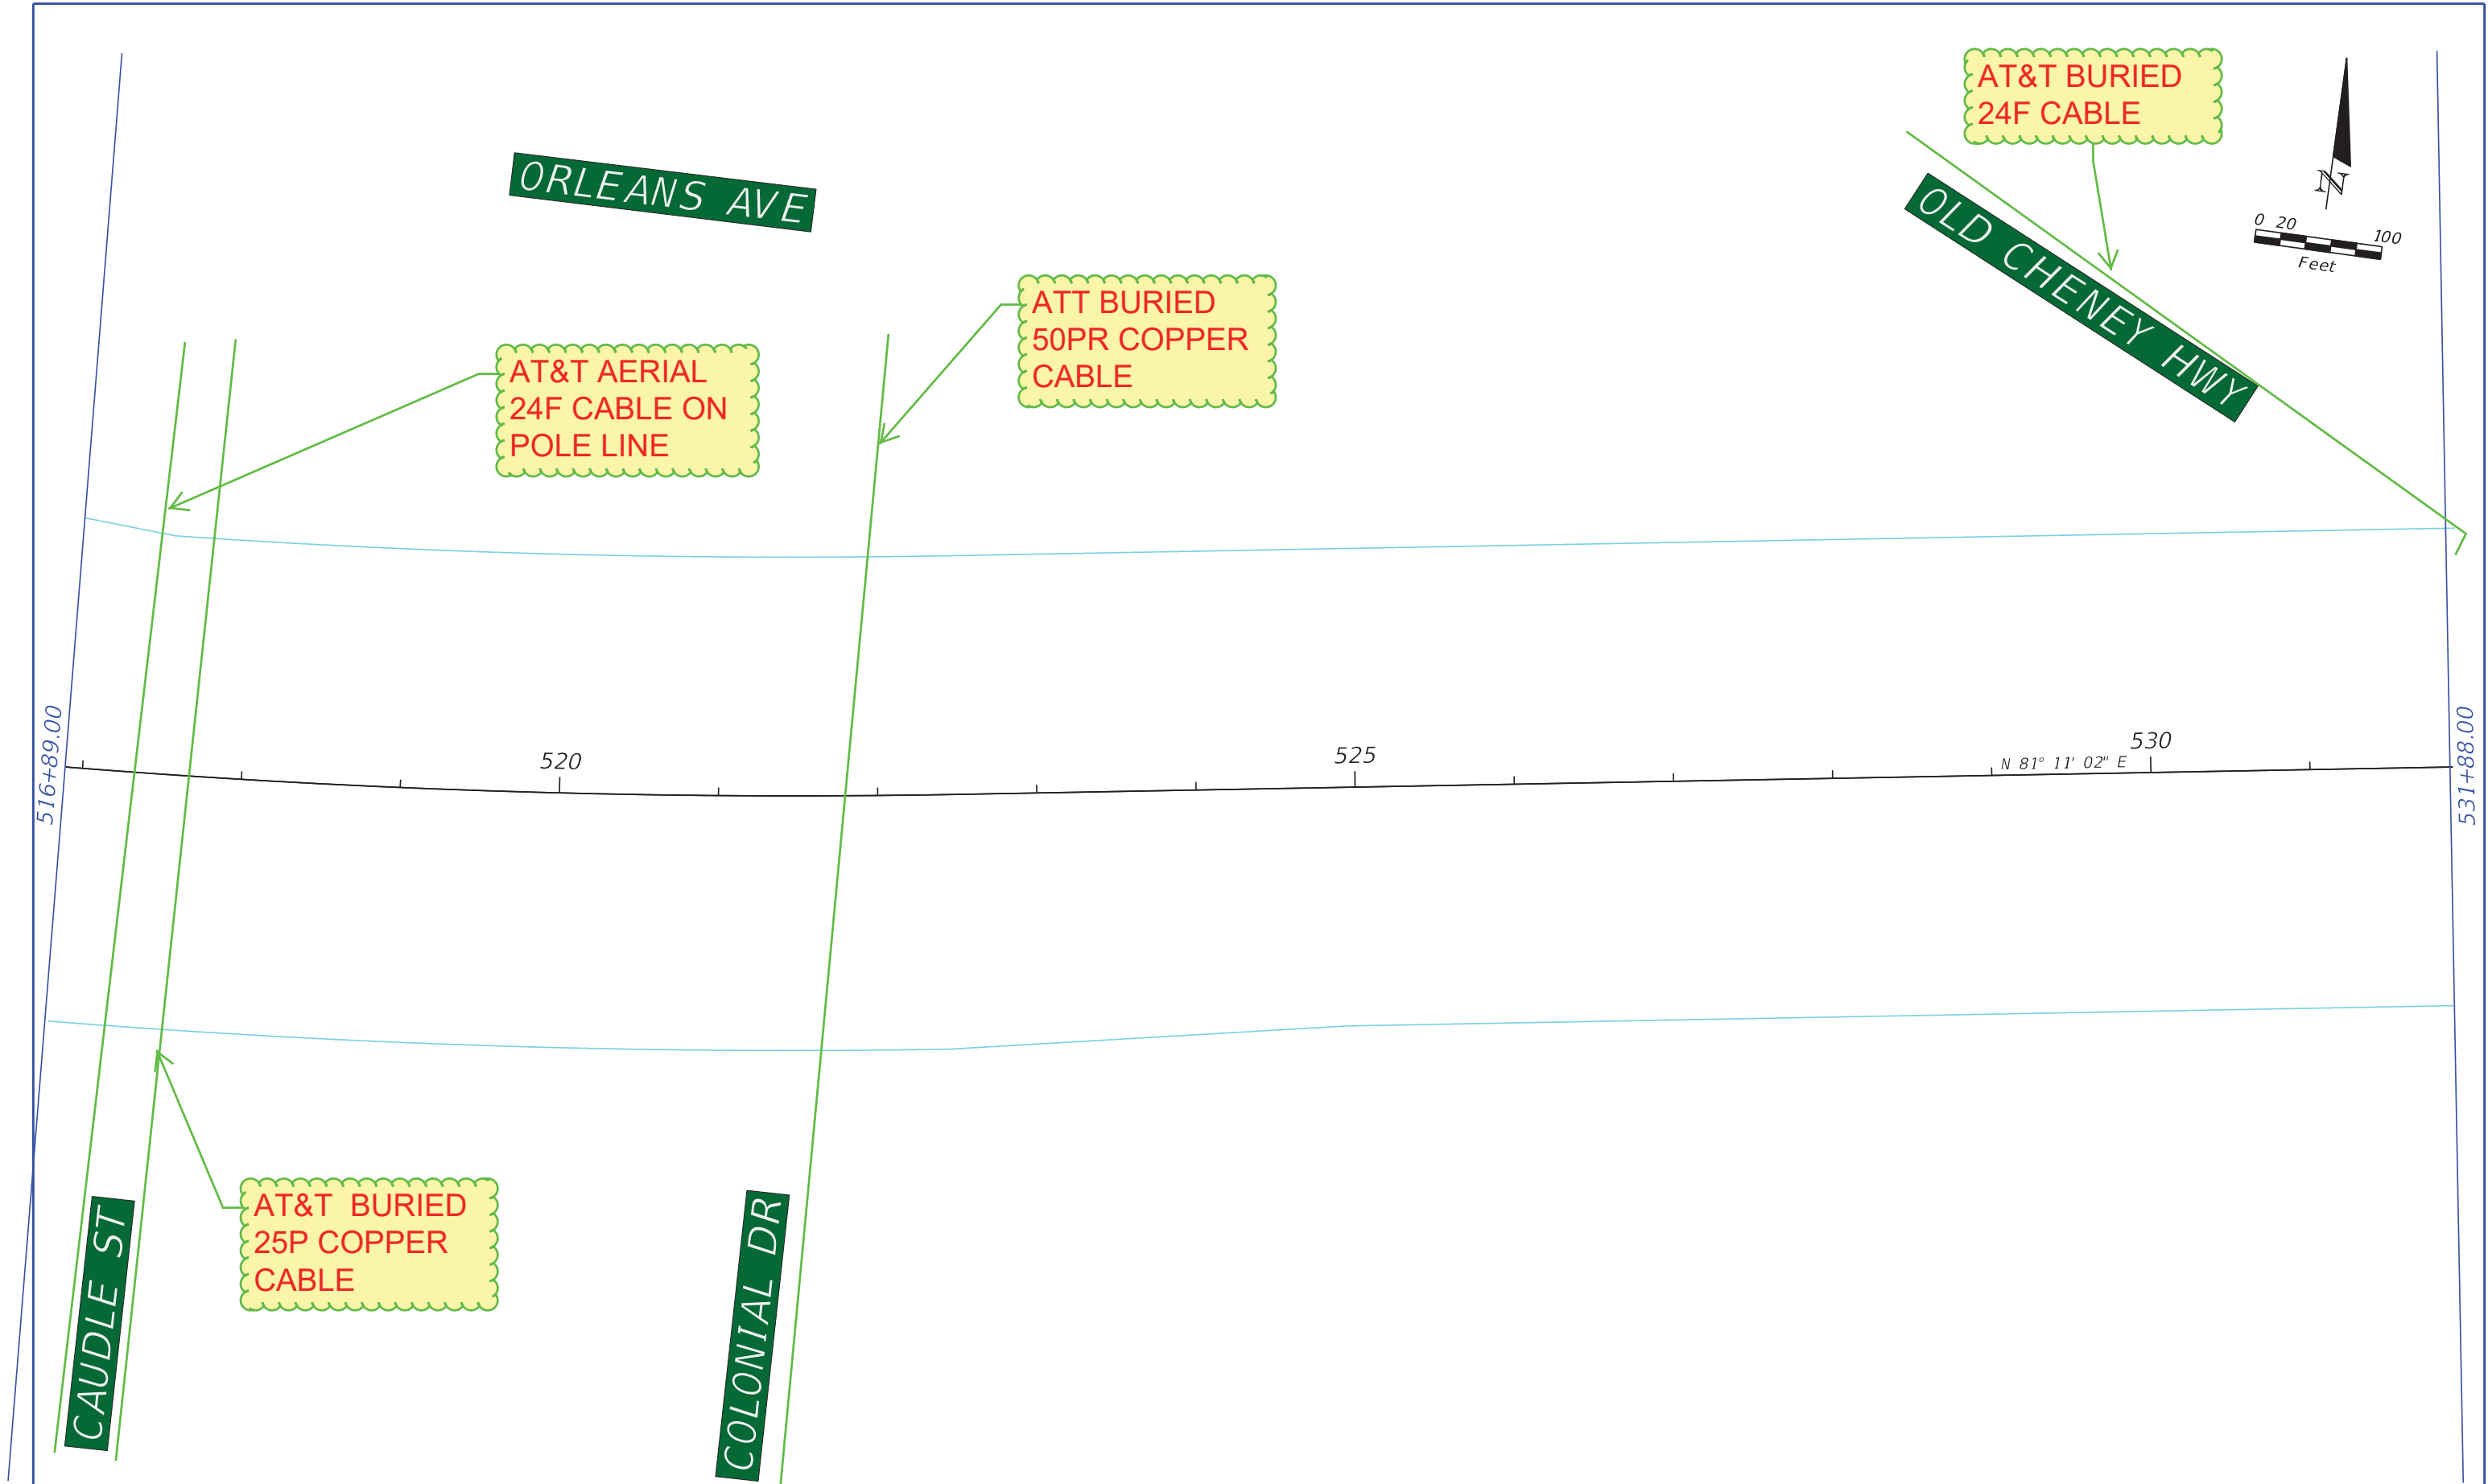 AT&T BURIED
24F CABLE
ORLEANS AVE
N
OLD CHENEY HWY
0 20 100
Feet
ATT BURIED
50PR COPPER
CABLE
AT&T AERIAL
24F CABLE ON
POLE LINE
516+89.00
520
525
N 81° 11' 02" E
530
531+88.00
AT&T  BURIED
25P COPPER
CABLE
CAUDLE ST
COLONIAL DR